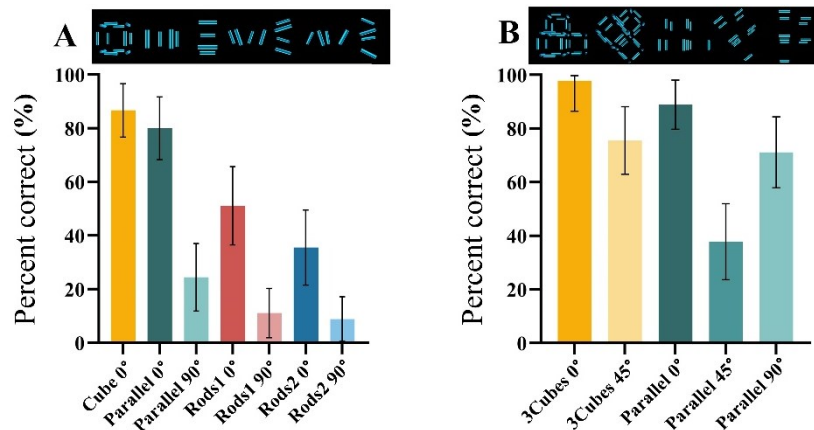 A
Percent correct (%)
100
80
60
40
20
0
Cube 0°
Parallel 0°
Parallel 90°
Rods1 0°
Rods1 90°
Rods2 0°
Rods2 90°
B
Percent correct (%)
100
80
60
40
20
0
3Cubes 0°
3Cubes 45°
Parallel 0°
Parallel 45°
Parallel 90°